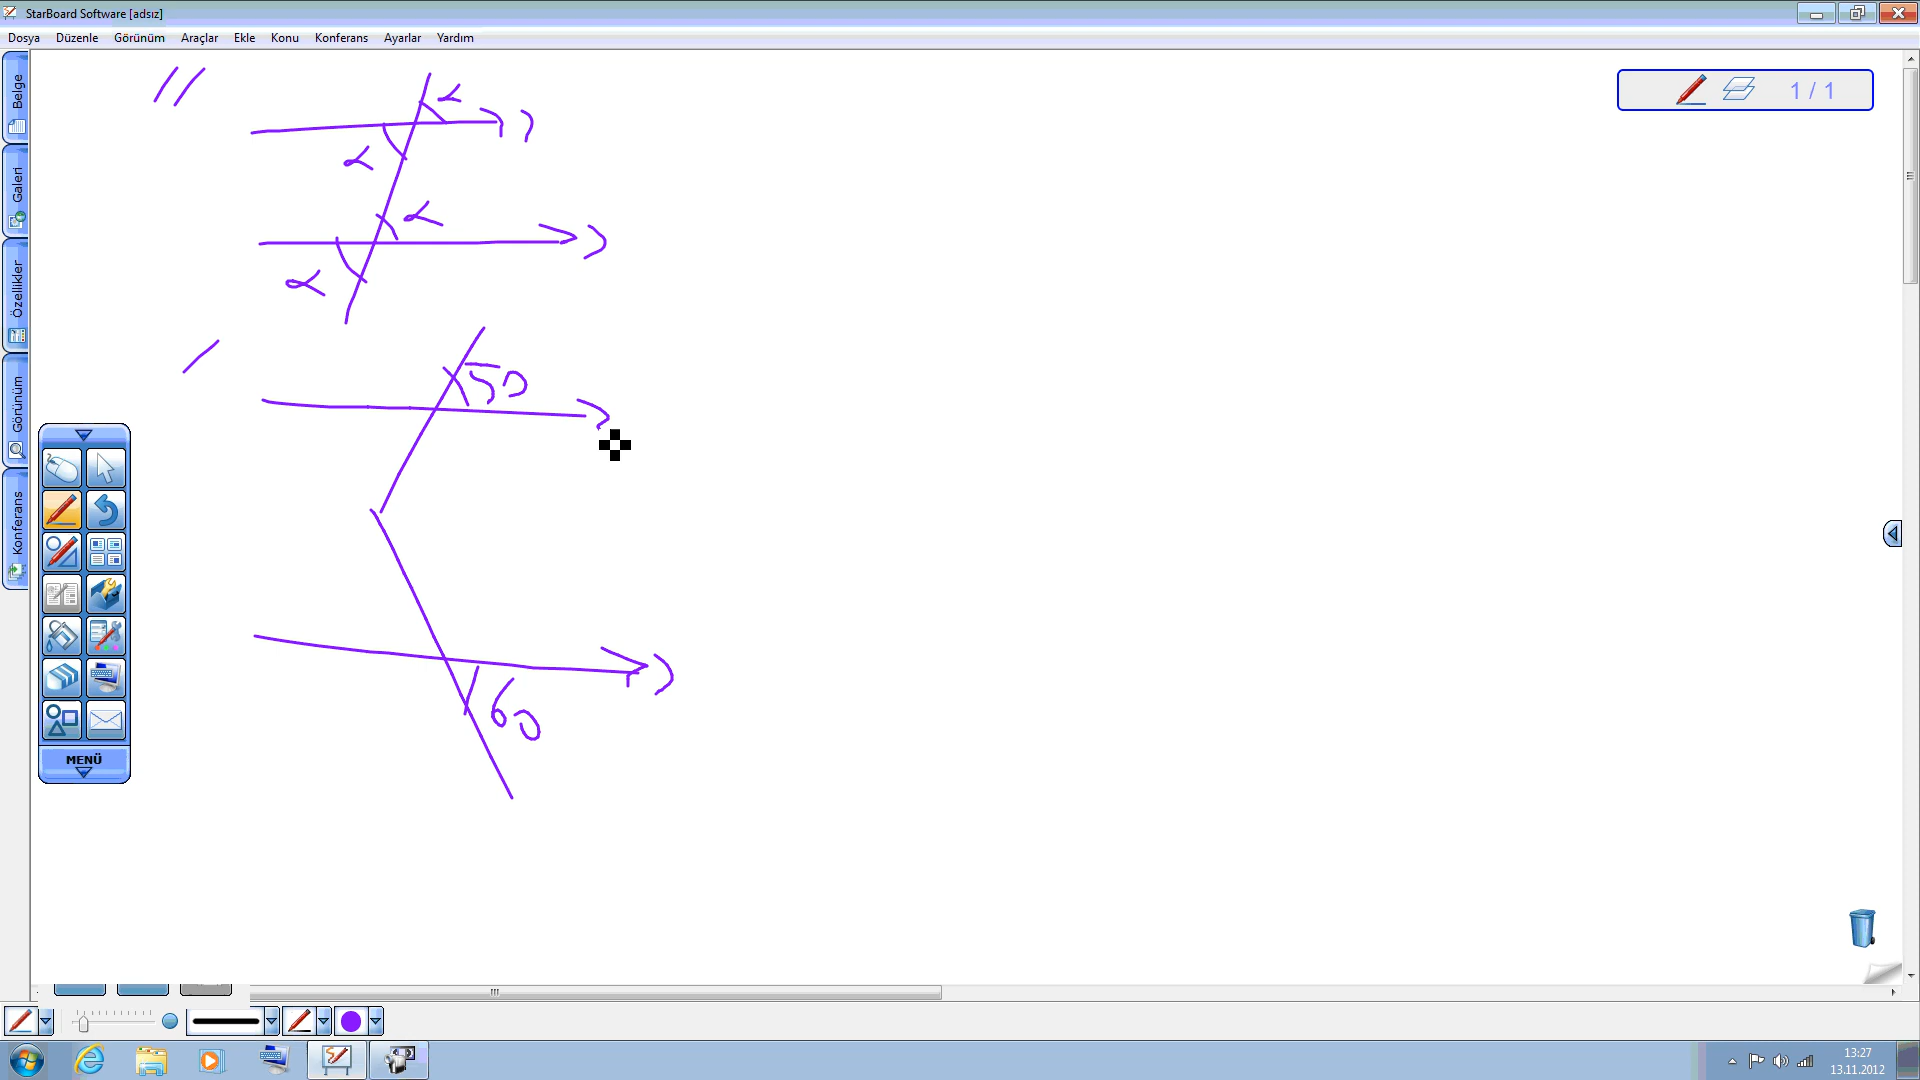 StarBoard Software [adsız]
Dosya Düzenle Görünüm Araçlar Ekle Konu Konferans Ayarlar Yardım
Belge
Galeri
Özellikler
Görünüm
Konferans
1 / 1
//
α
α
α
α
/
50
60
MENÜ
13:27
13.11.2012